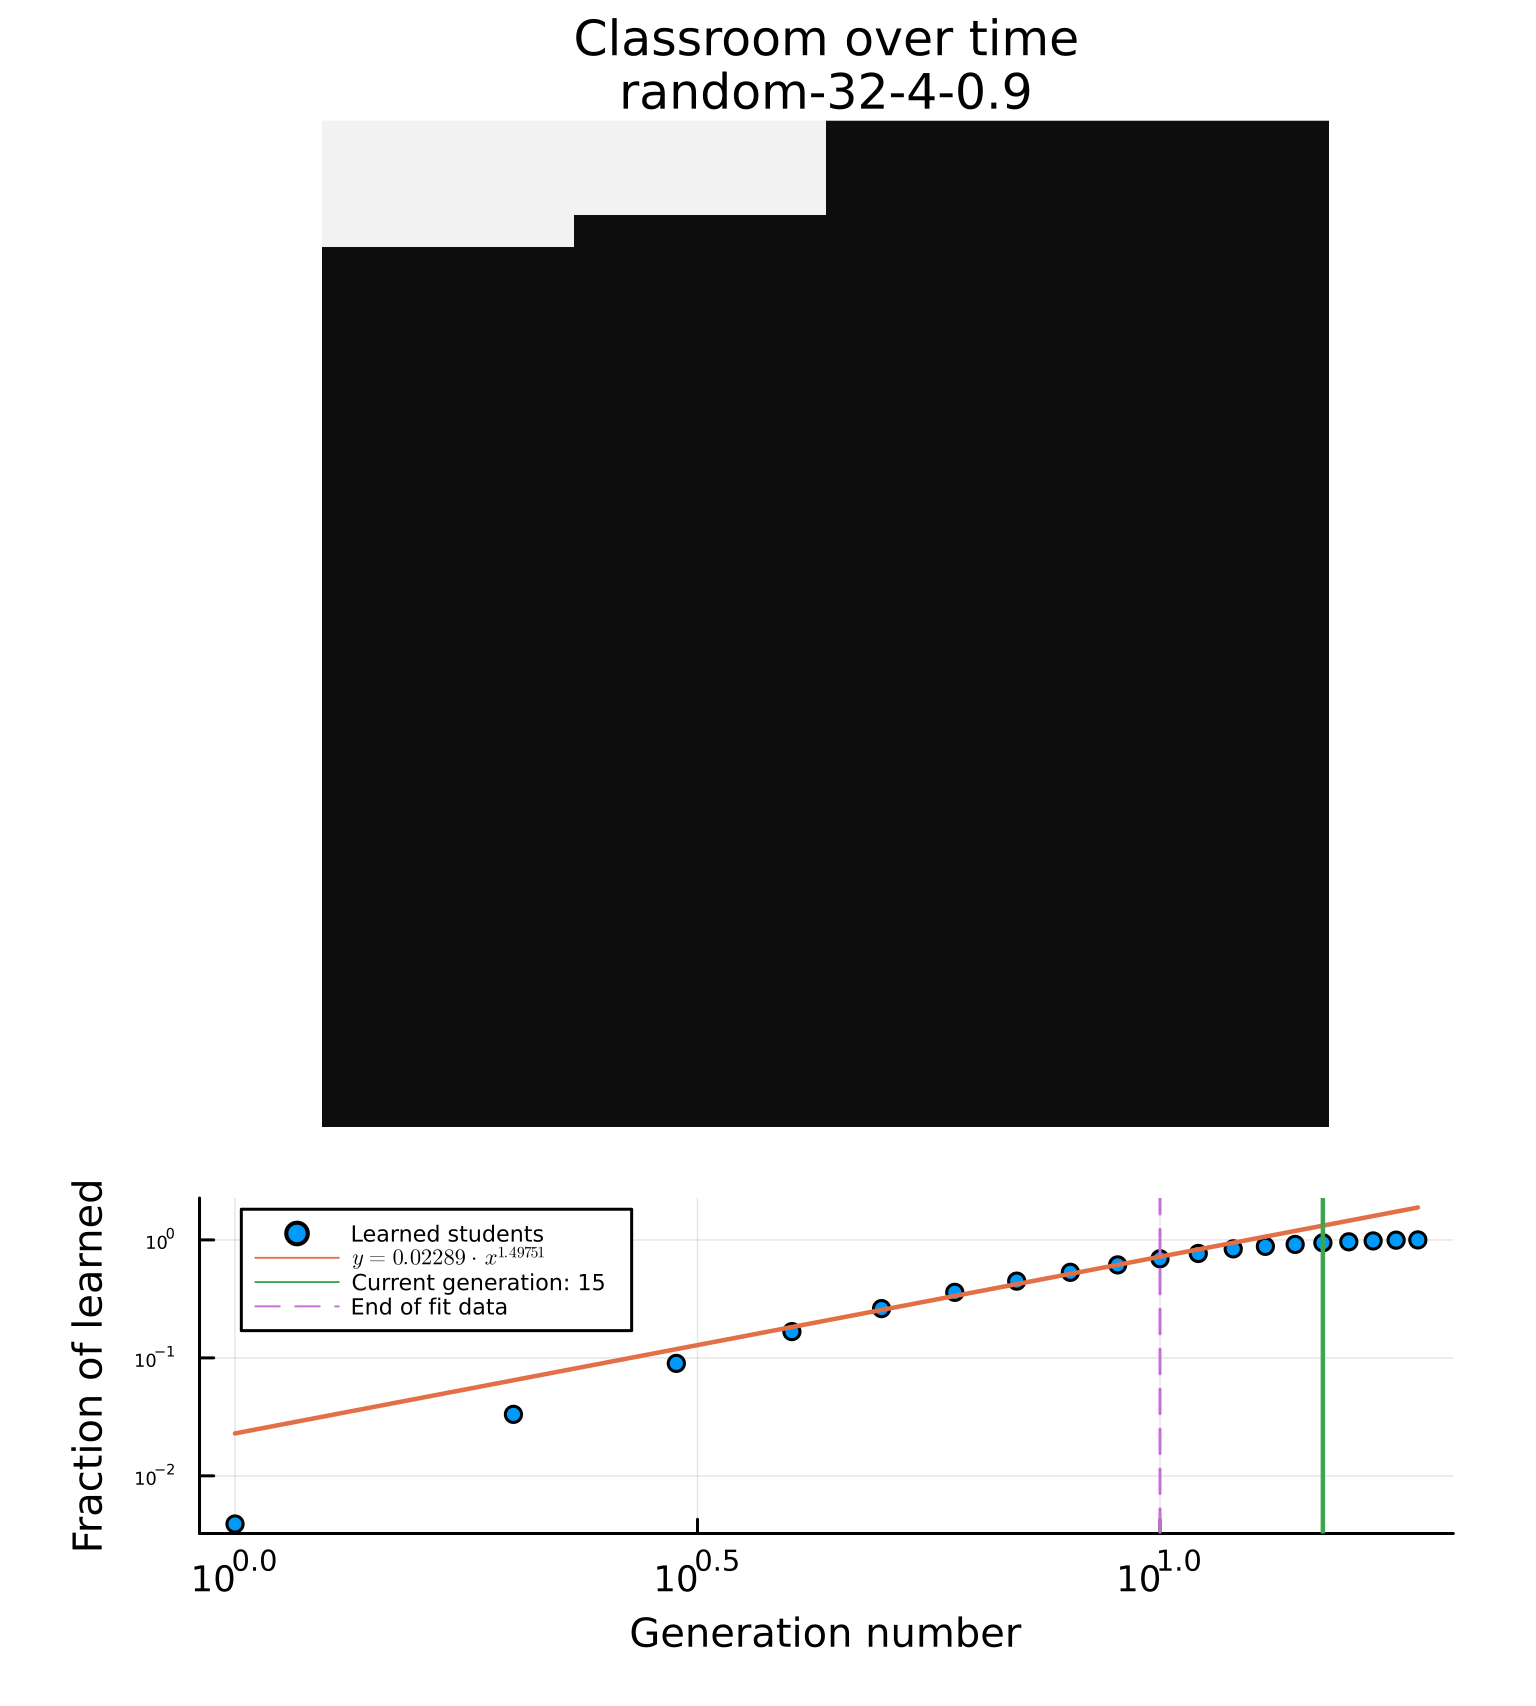 Classroom over time
random-32-4-0.9
Fraction of learned
10⁰
10⁻¹
10⁻²
Learned students
y = 0.02289 · x^1.49751
Current generation: 15
End of fit data
10^0.0
10^0.5
10^1.0
Generation number